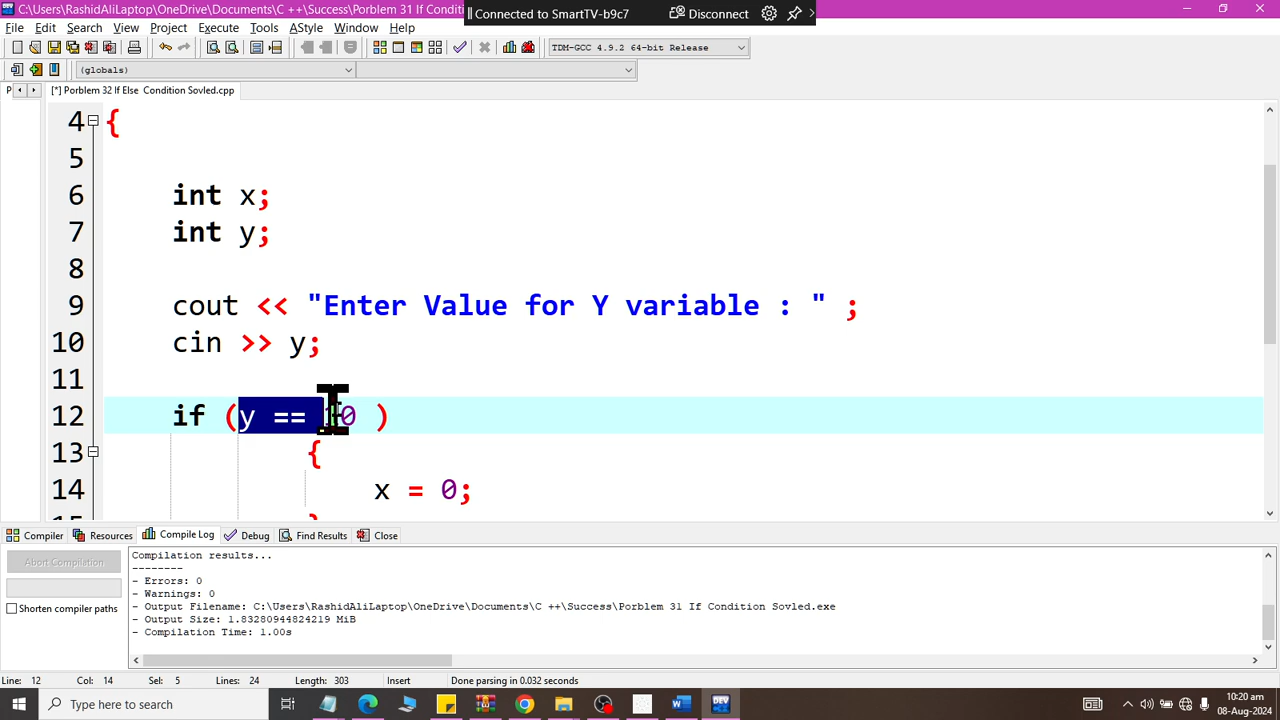 C:\Users\RashidAliLaptop\OneDrive\Documents\C ++\Success\Porblem 31 If Conditi
Connected to SmartTV-b9c7
Disconnect
File Edit Search View Project Execute Tools AStyle Window Help
TDM-GCC 4.9.2 64-bit Release
(globals)
P
[*] Porblem 32 If Else Condition Sovled.cpp
4 {
5
6 int x;
7 int y;
8
9 cout << "Enter Value for Y variable : " ;
10 cin >> y;
11
12 if (y == 10 )
13 {
14 x = 0;
Compiler Resources Compile Log Debug Find Results Close
Abort Compilation
Shorten compiler paths
Compilation results...
--------
- Errors: 0
- Warnings: 0
- Output Filename: C:\Users\RashidAliLaptop\OneDrive\Documents\C ++\Success\Porblem 31 If Condition Sovled.exe
- Output Size: 1.83280944824219 MiB
- Compilation Time: 1.00s
Line: 12 Col: 14 Sel: 5 Lines: 24 Length: 303 Insert Done parsing in 0.032 seconds
Type here to search
DEV
10:20 am
08-Aug-2024